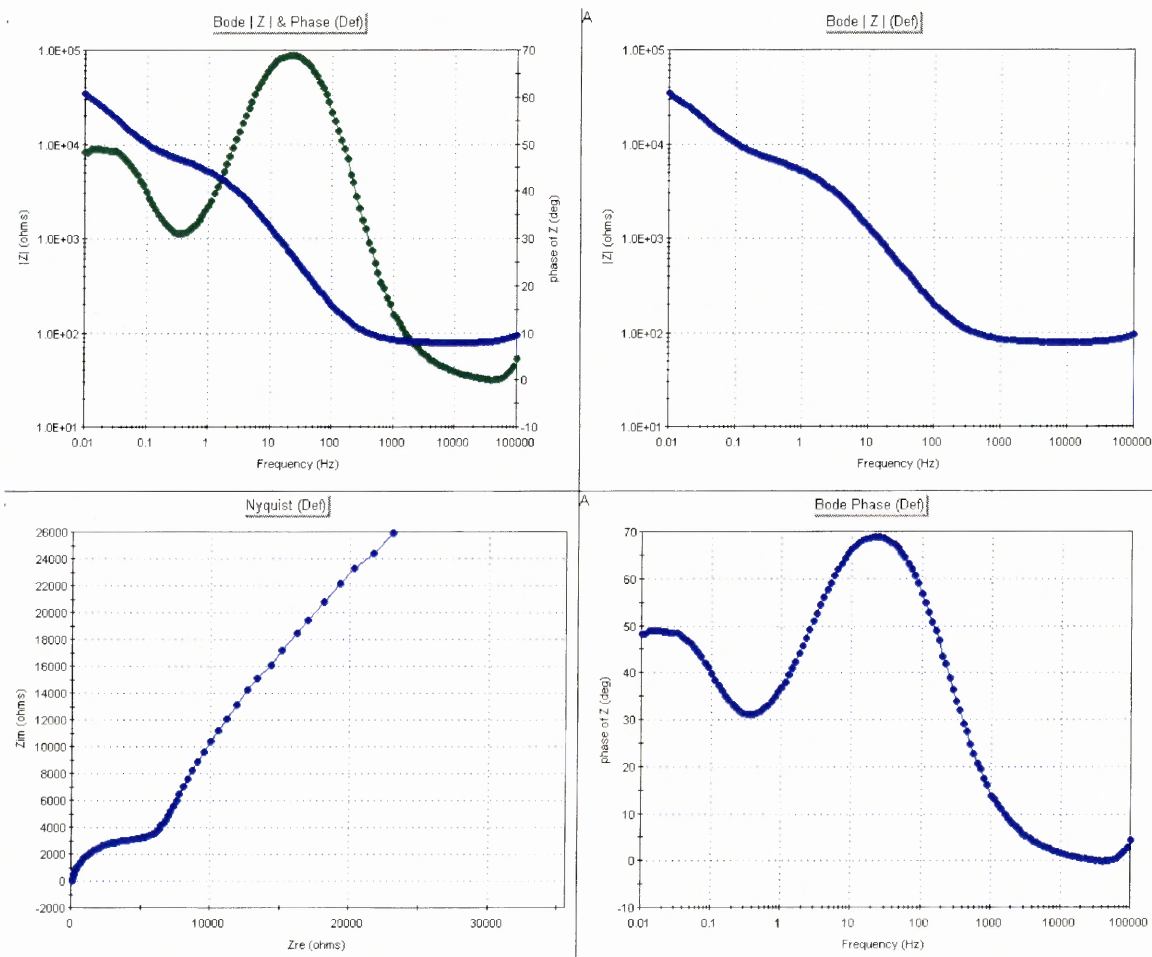 Bode | Z | & Phase (Def)
1.0E+05
1.0E+04
1.0E+03
1.0E+02
1.0E+01
|Z| (ohms)
70
60
50
40
30
20
10
0
-10
phase of Z (deg)
0.01
0.1
1
10
100
1000
10000
100000
Frequency (Hz)
A
Bode | Z | (Def)
1.0E+05
1.0E+04
1.0E+03
1.0E+02
1.0E+01
|Z| (ohms)
0.01
0.1
1
10
100
1000
10000
100000
Frequency (Hz)
Nyquist (Def)
26000
24000
22000
20000
18000
16000
14000
12000
10000
8000
6000
4000
2000
0
-2000
Zim (ohms)
0
10000
20000
30000
Zre (ohms)
A
Bode Phase (Def)
70
60
50
40
30
20
10
0
-10
phase of Z (deg)
0.01
0.1
1
10
100
1000
10000
100000
Frequency (Hz)